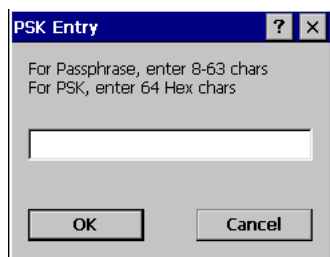 PSK Entry ? ×
For Passphrase, enter 8-63 chars
For PSK, enter 64 Hex chars
OK Cancel